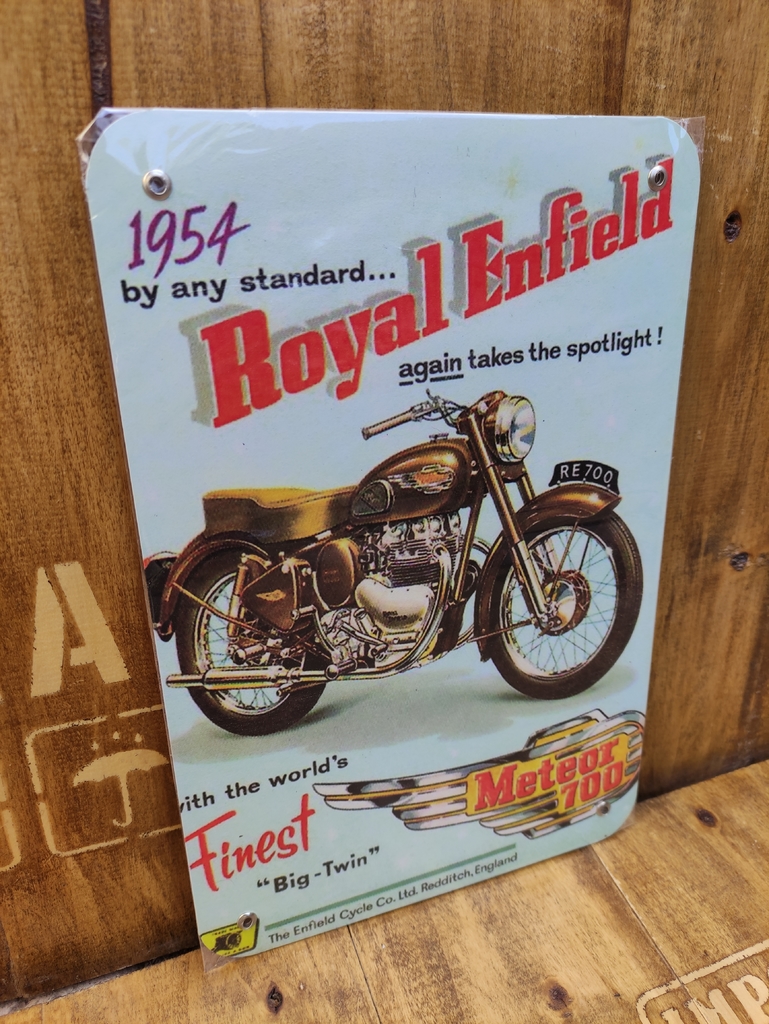 1954
by any standard...
Royal Enfield
again takes the spotlight!
RE700
with the world's
Finest
"Big-Twin"
Meteor
700
The Enfield Cycle Co. Ltd. Redditch, England
A
IMP